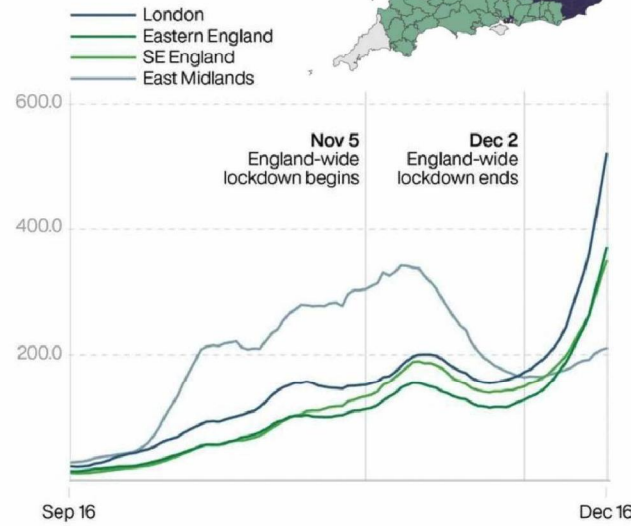 London
Eastern England
SE England
East Midlands
600.0
Nov 5
England-wide
lockdown begins
Dec 2
England-wide
lockdown ends
400.0
200.0
Sep 16
Dec 16